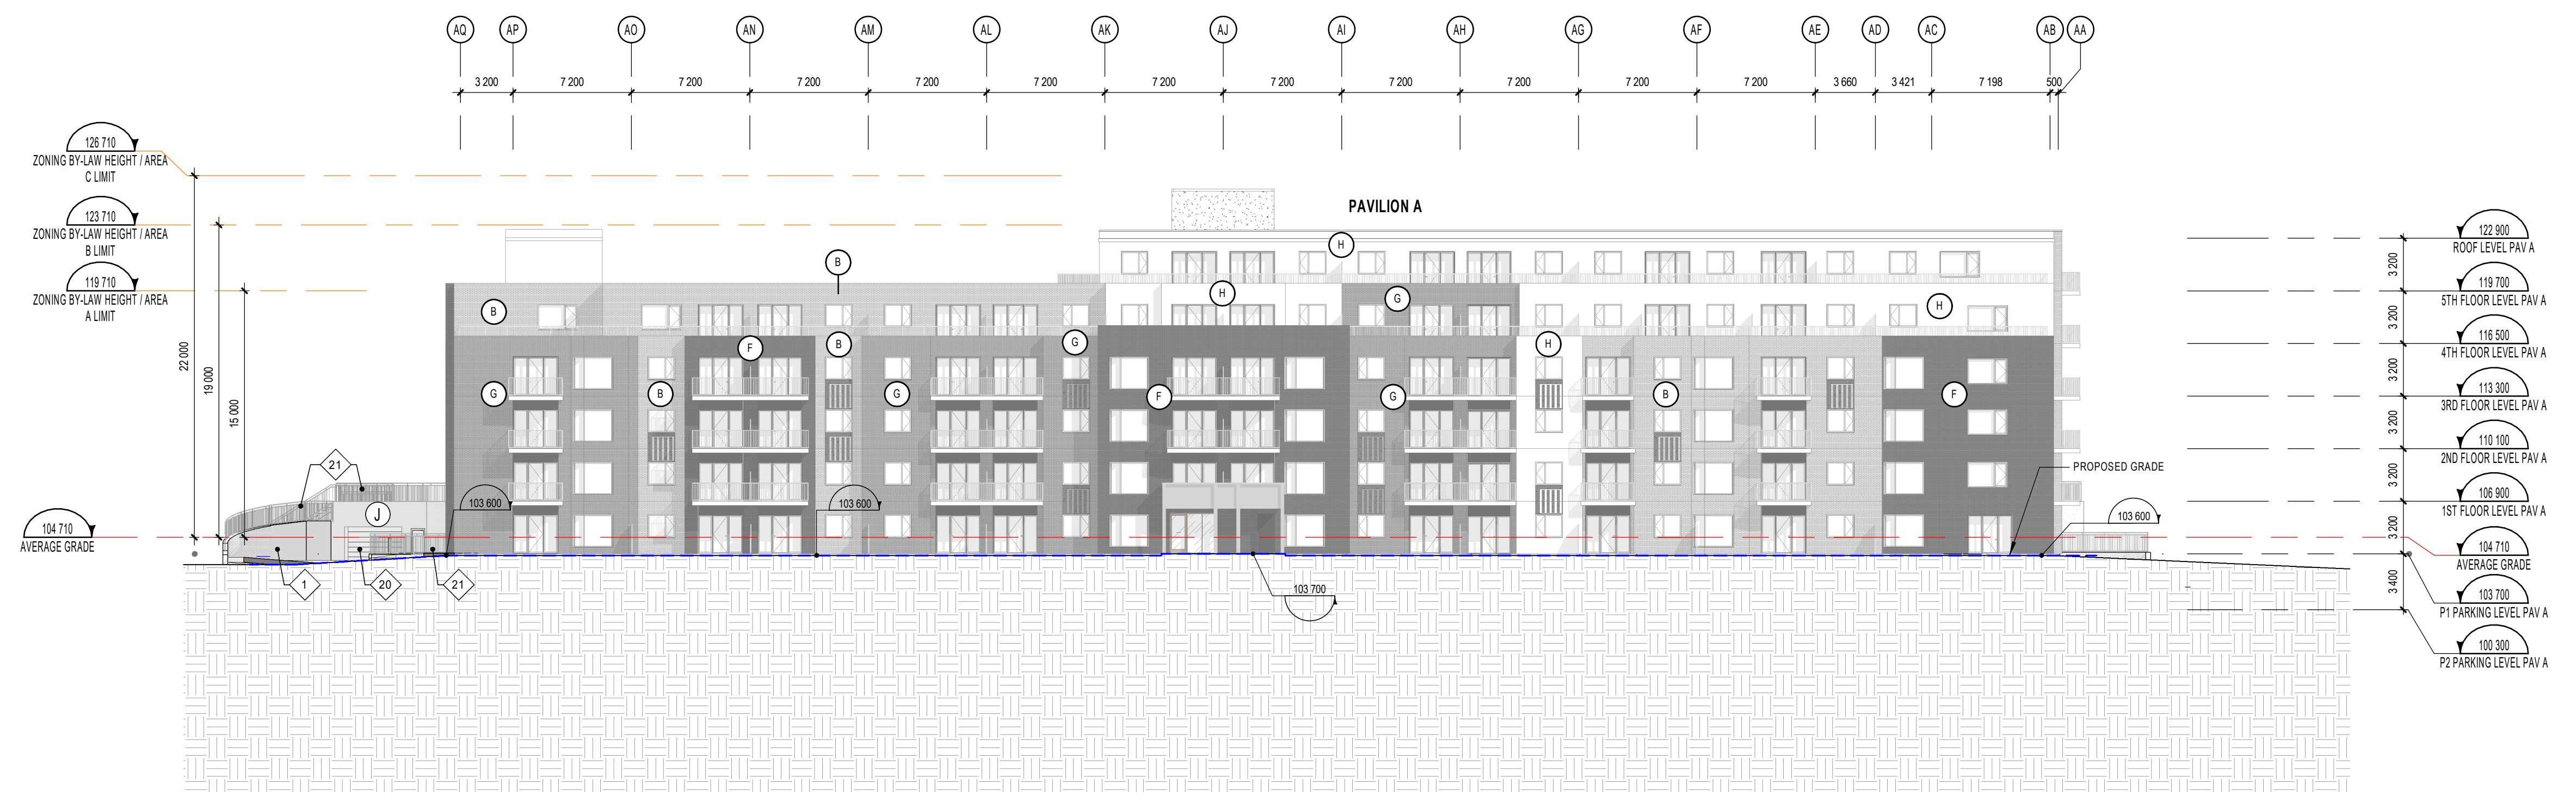 AQ AP AO AN AM AL AK AJ AI AH AG AF AE AD AC AB AA
3 200 7 200 7 200 7 200 7 200 7 200 7 200 7 200 7 200 7 200 7 200 7 200 3 660 3 421 7 198 500
126 710
ZONING BY-LAW HEIGHT / AREA
C LIMIT
123 710
ZONING BY-LAW HEIGHT / AREA
B LIMIT
119 710
ZONING BY-LAW HEIGHT / AREA
A LIMIT
22 000
19 000
15 000
104 710
AVERAGE GRADE
PAVILION A
H
B
H
G
H
B
G
F
B
H
G
B
G
F
G
B
F
21
J
103 600
103 600
1
20
21
103 700
PROPOSED GRADE
103 600
122 900
ROOF LEVEL PAV A
3 200
119 700
5TH FLOOR LEVEL PAV A
3 200
116 500
4TH FLOOR LEVEL PAV A
3 200
113 300
3RD FLOOR LEVEL PAV A
3 200
110 100
2ND FLOOR LEVEL PAV A
3 200
106 900
1ST FLOOR LEVEL PAV A
3 200
104 710
AVERAGE GRADE
3 400
103 700
P1 PARKING LEVEL PAV A
100 300
P2 PARKING LEVEL PAV A